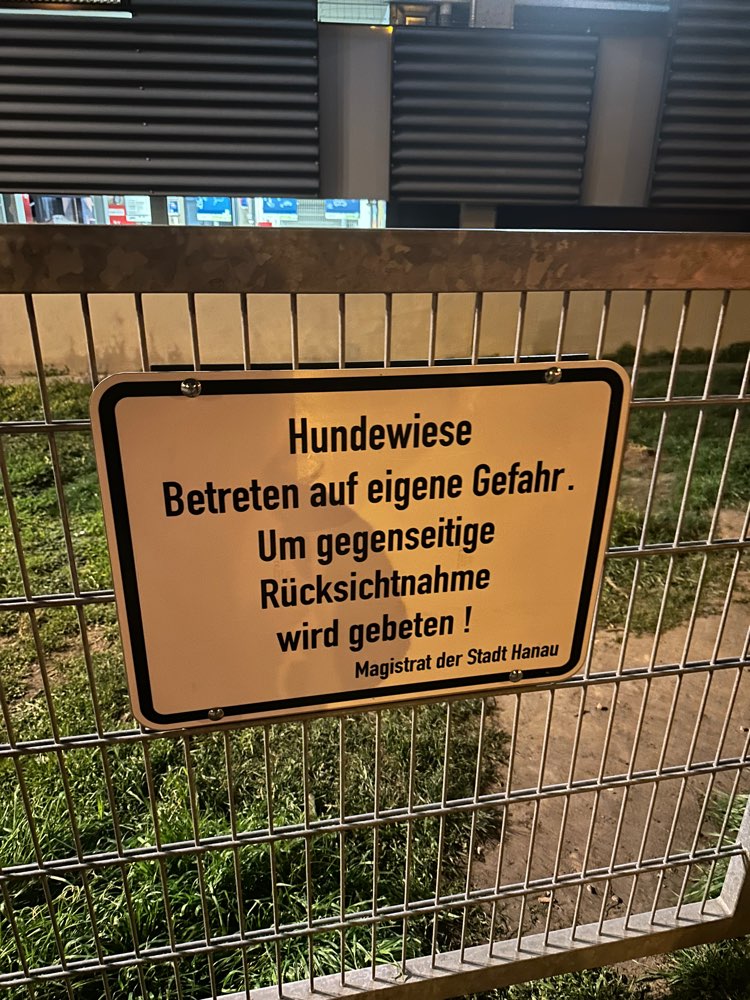 Hundewiese
Betreten auf eigene Gefahr.
Um gegenseitige
Rücksichtnahme
wird gebeten !
Magistrat der Stadt Hanau